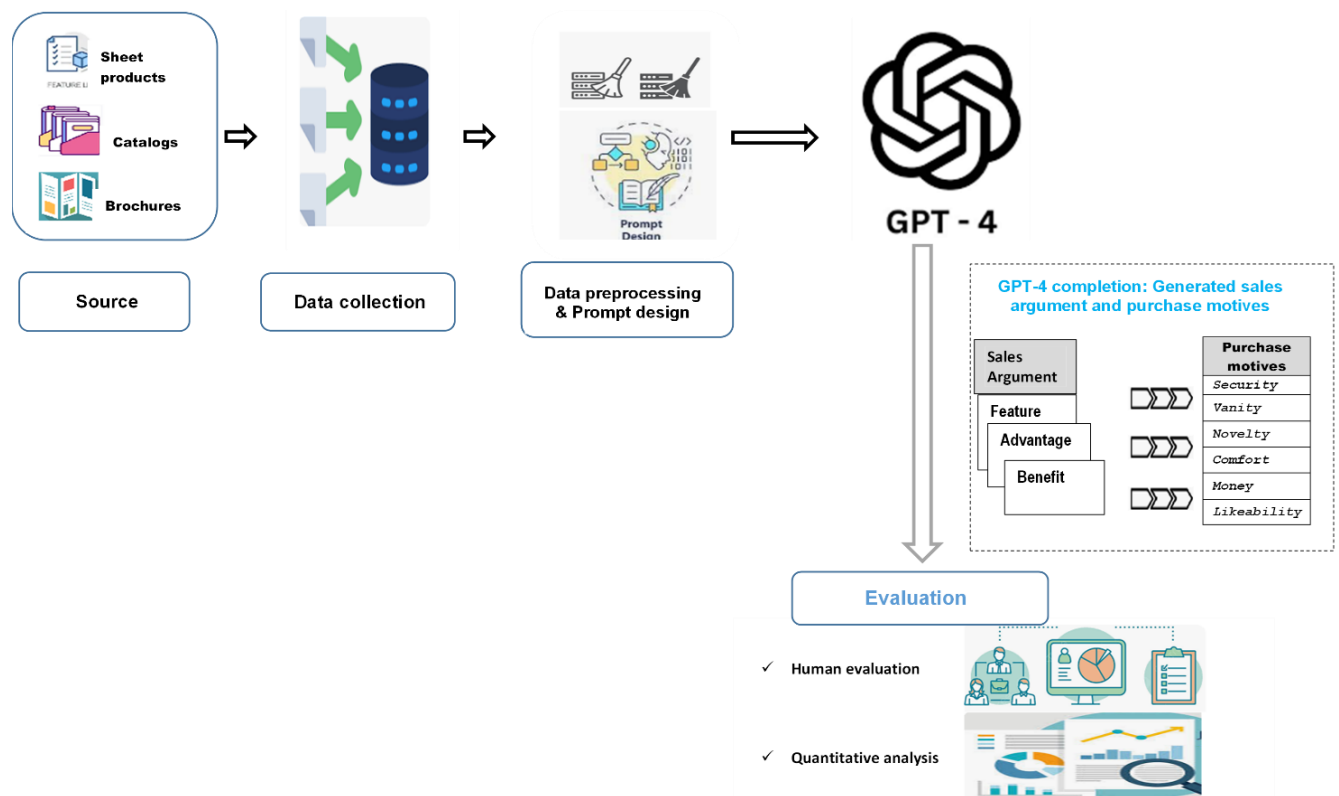 Sheet
products
FEATURE LI
Catalogs
Brochures
Prompt
Design
</>
GPT - 4
Source
Data collection
Data preprocessing
& Prompt design
GPT-4 completion: Generated sales
argument and purchase motives
Sales
Argument
Feature
Advantage
Benefit
Purchase
motives
Security
Vanity
Novelty
Comfort
Money
Likeability
Evaluation
✓ Human evaluation
✓ Quantitative analysis